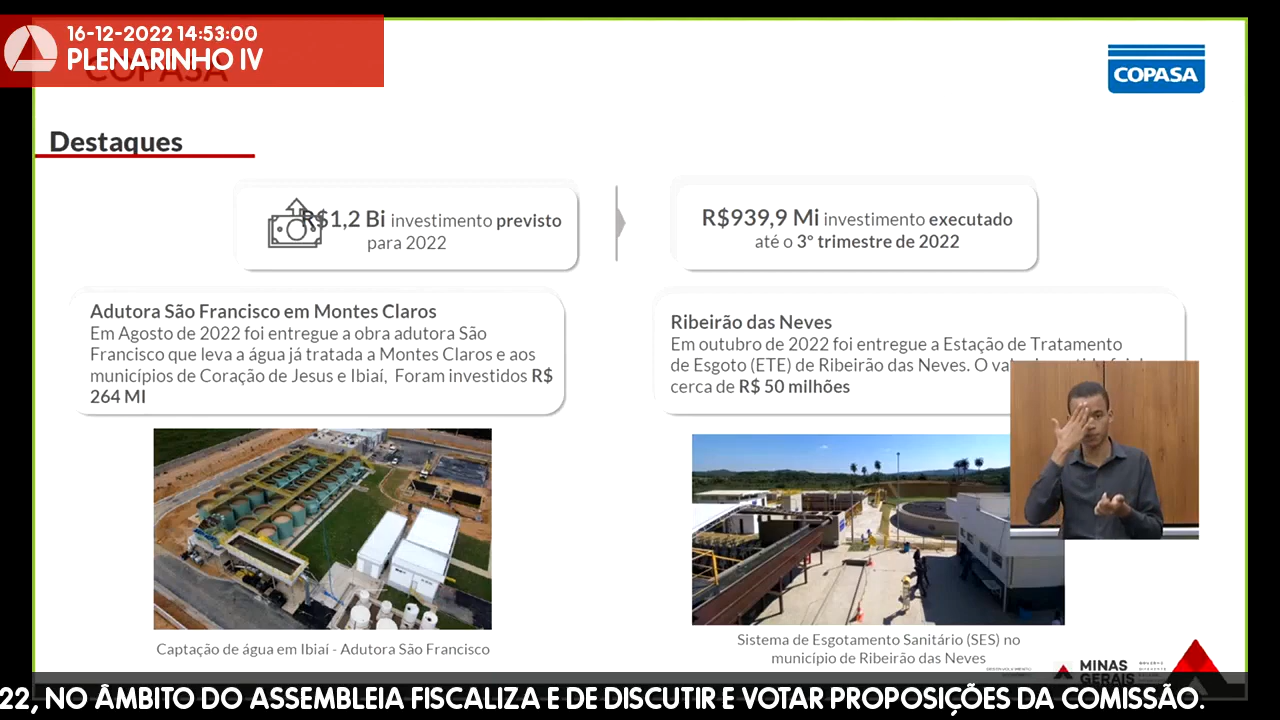 16-12-2022 14:53:00
PLENARINHO IV
COPASA
COPASA
Destaques
R$1,2 Bi investimento previsto
para 2022
R$939,9 Mi investimento executado
até o 3º trimestre de 2022
Adutora São Francisco em Montes Claros
Em Agosto de 2022 foi entregue a obra adutora São
Francisco que leva a água já tratada a Montes Claros e aos
municípios de Coração de Jesus e Ibiaí, Foram investidos R$
264 MI
Ribeirão das Neves
Em outubro de 2022 foi entregue a Estação de Tratamento
de Esgoto (ETE) de Ribeirão das Neves. O
cerca de R$ 50 milhões
Captação de água em Ibiaí - Adutora São Francisco
Sistema de Esgotamento Sanitário (SES) no
município de Ribeirão das Neves
MINAS
GERAIS
22, NO ÂMBITO DO ASSEMBLEIA FISCALIZA E DE DISCUTIR E VOTAR PROPOSIÇÕES DA COMISSÃO.